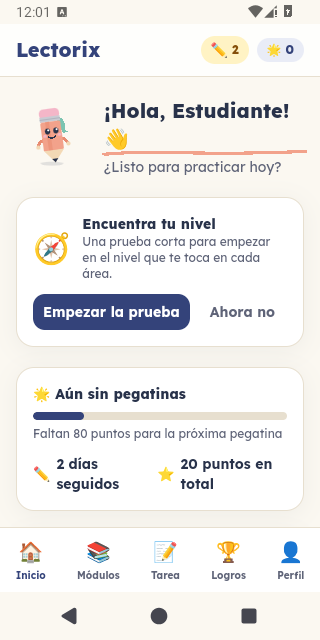 12:01
Lectorix
✏️ 2
🌟 0
¡Hola, Estudiante!
👋
¿Listo para practicar hoy?
Encuentra tu nivel
Una prueba corta para empezar
en el nivel que te toca en cada
área.
Empezar la prueba
Ahora no
🌟 Aún sin pegatinas
Faltan 80 puntos para la próxima pegatina
2 días
seguidos
20 puntos en
total
Inicio
Módulos
Tarea
Logros
Perfil